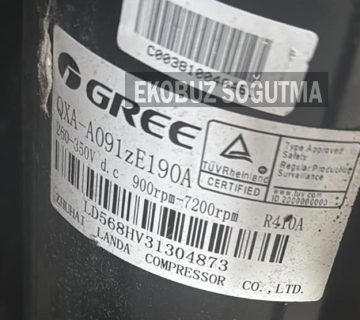 EKOBUZ SOĞUTMA
GREE
QXA-A091zE190A
260-350V d.c 900rpm-7200rpm R410A
LD568HV31304873
ZHUHAI LANDA COMPRESSOR CO., LTD.
TÜVRheinland
CERTIFIED
Type Approved
Safety
Regular Production
Surveillance
www.tuv.com
ID 2000000000